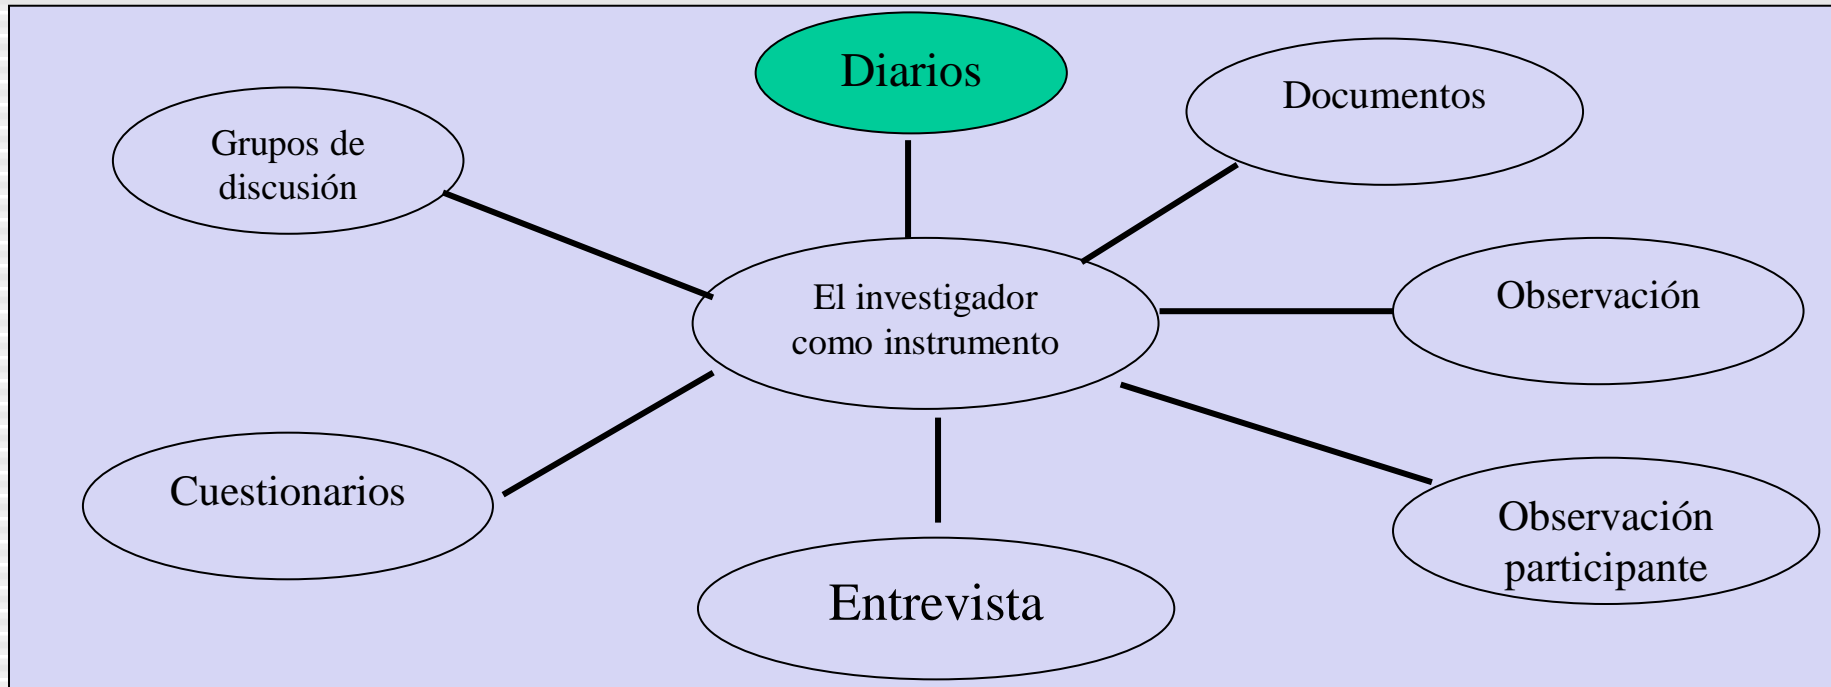 Diarios
Documentos
Grupos de
discusión
El investigador
como instrumento
Observación
Cuestionarios
Observación
participante
Entrevista